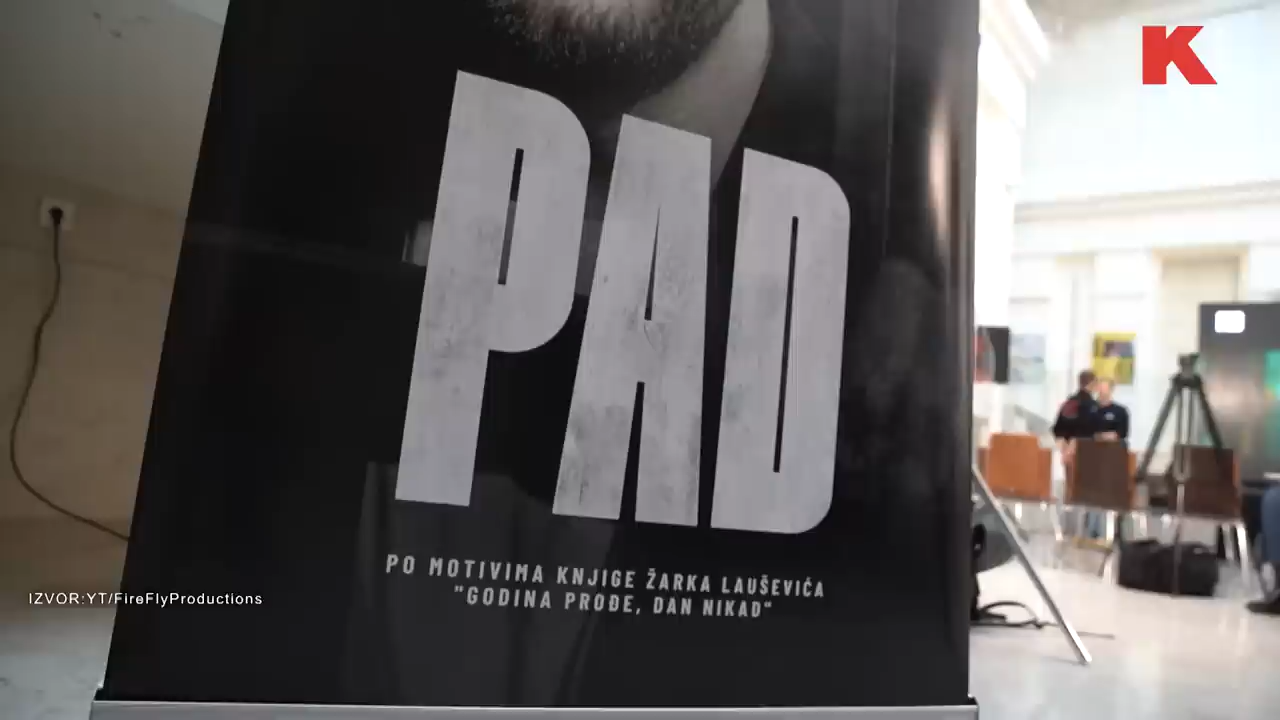 K
PAD
PO MOTIVIMA KNJIGE ŽARKA LAUŠEVIĆA
"GODINA PROĐE, DAN NIKAD"
IZVOR:YT/FireFlyProductions